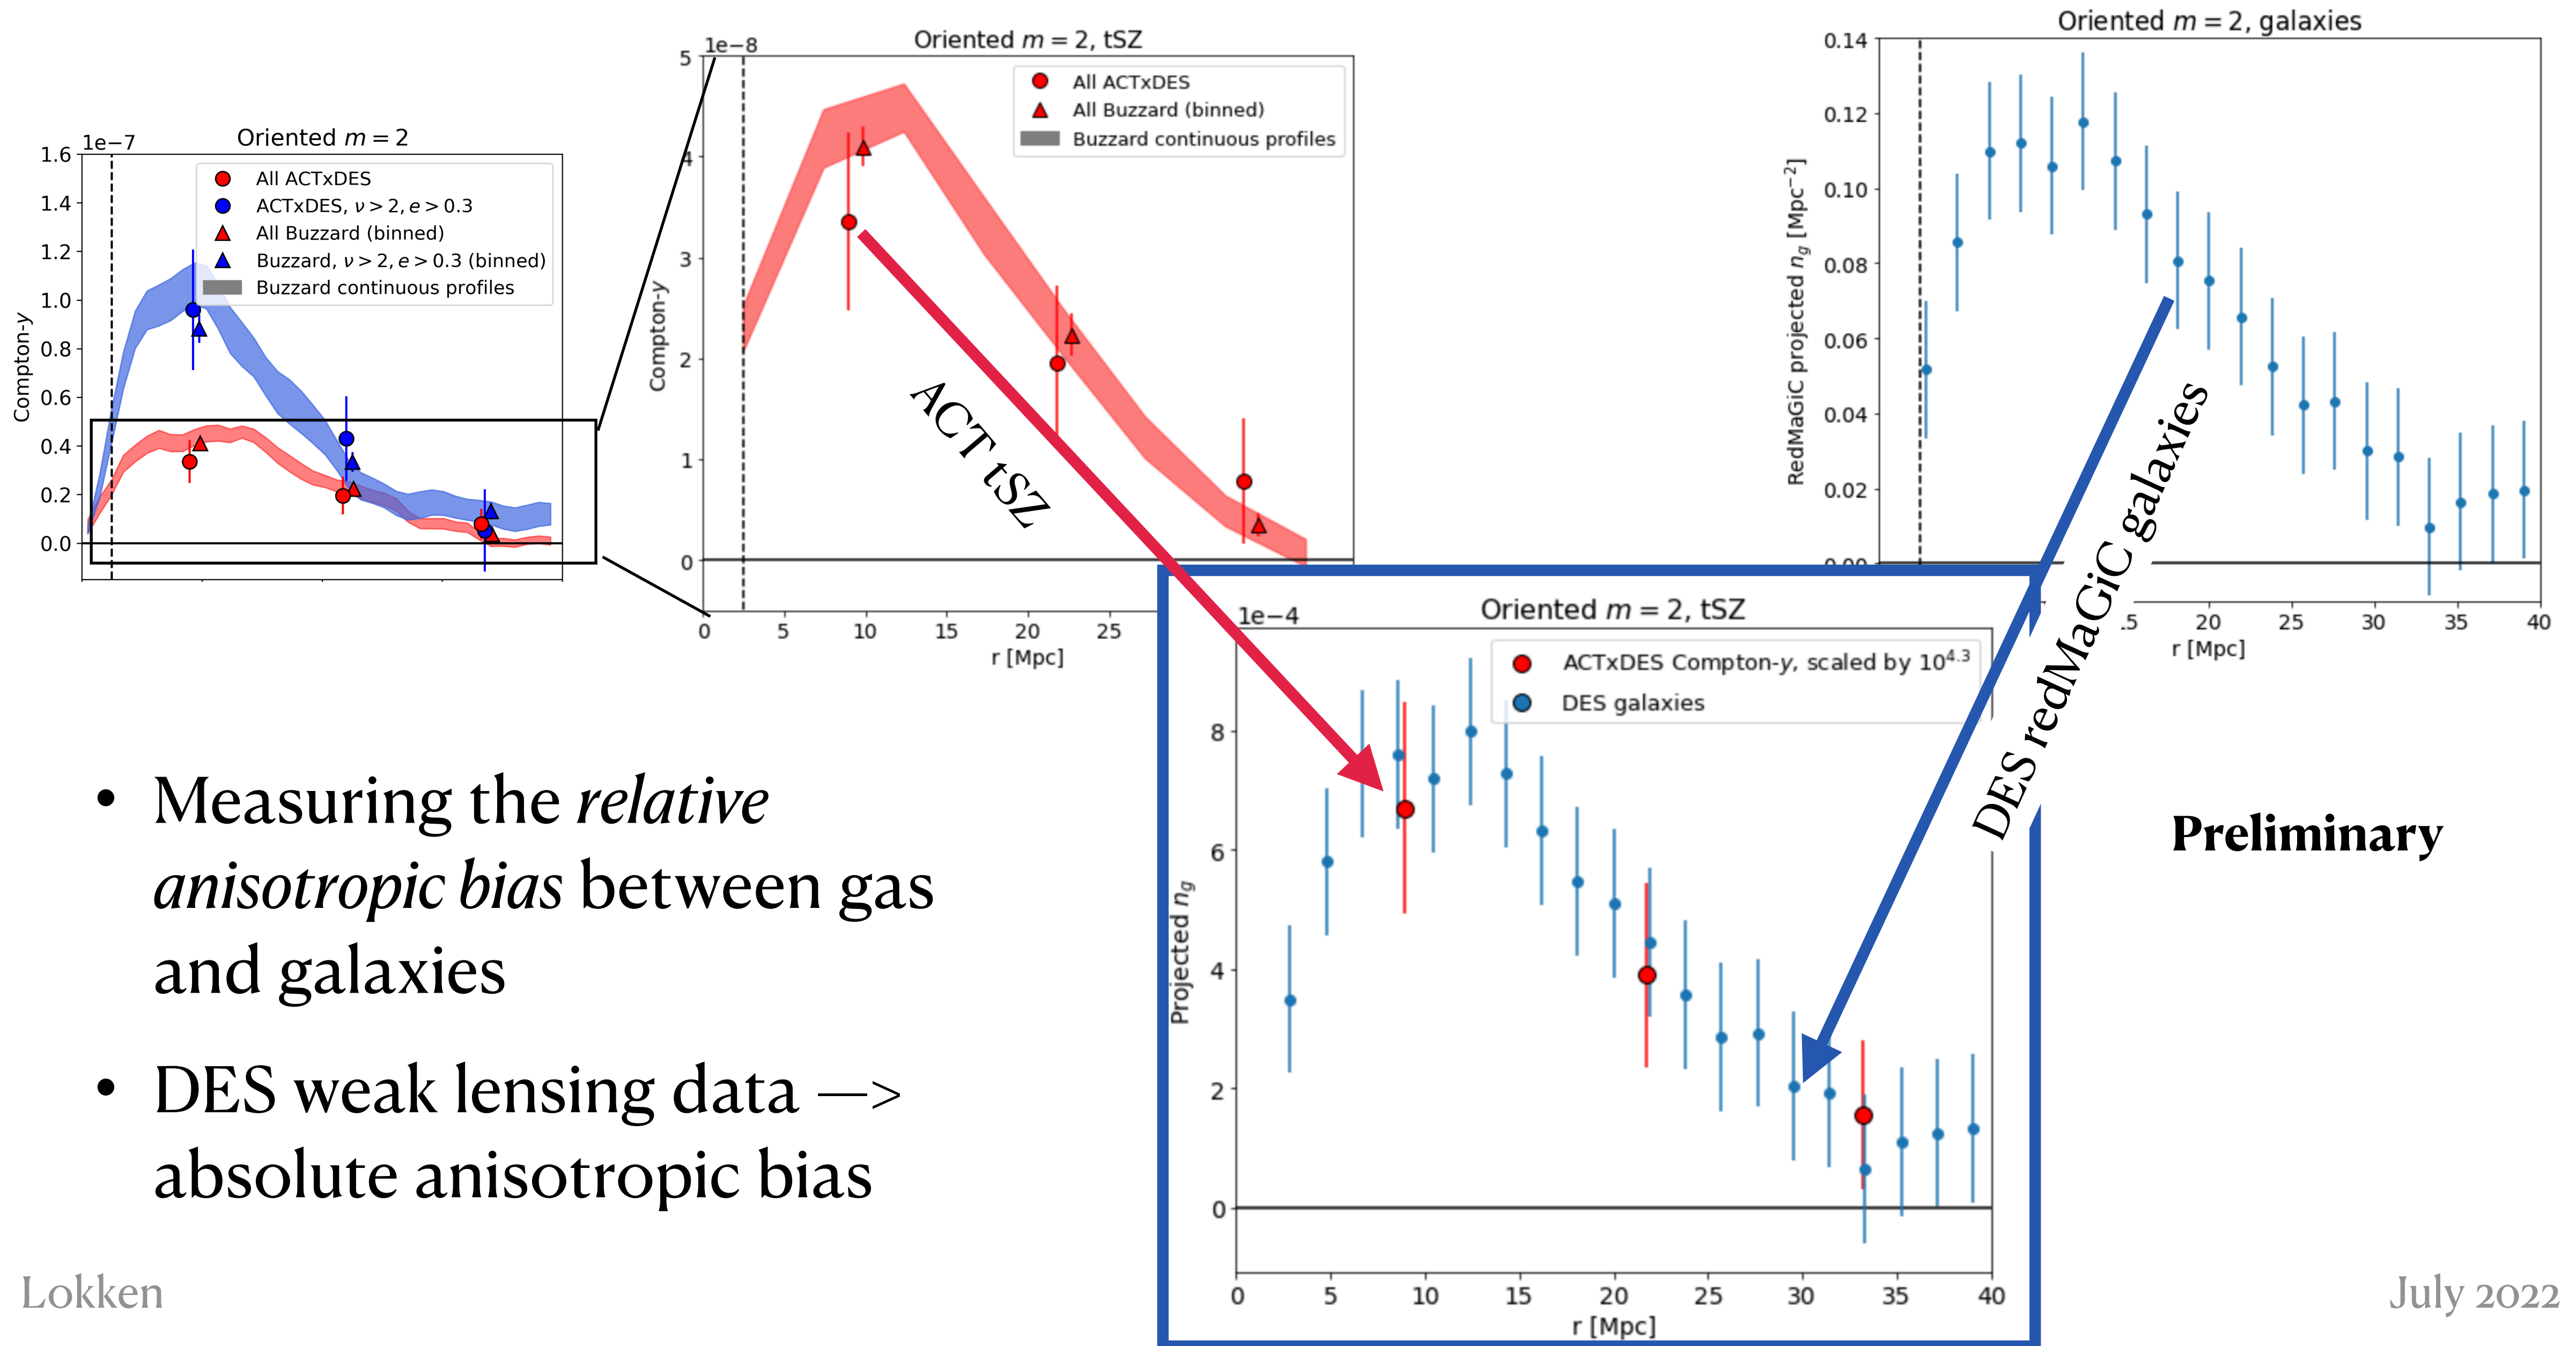 Oriented m = 2
1e−7
1.6
1.4
1.2
1.0
0.8
0.6
0.4
0.2
0.0
Compton-y
All ACTxDES
ACTxDES, ν > 2, e > 0.3
All Buzzard (binned)
Buzzard, ν > 2, e > 0.3 (binned)
Buzzard continuous profiles
Oriented m = 2, tSZ
1e−8
5
4
3
2
1
0
Compton-y
All ACTxDES
All Buzzard (binned)
Buzzard continuous profiles
0 5 10 15 20 25
r [Mpc]
ACT tSZ
Oriented m = 2, galaxies
0.14
0.12
0.10
0.08
0.06
0.04
0.02
0.00
RedMaGiC projected n_g [Mpc⁻²]
20 25 30 35 40
r [Mpc]
DES redMaGiC galaxies
Oriented m = 2, tSZ
1e−4
8
6
4
2
0
Projected n_g
ACTxDES Compton-y, scaled by 10^4.3
DES galaxies
0 5 10 15 20 25 30 35 40
r [Mpc]
• Measuring the relative
anisotropic bias between gas
and galaxies
• DES weak lensing data —>
absolute anisotropic bias
Preliminary
Lokken
July 2022